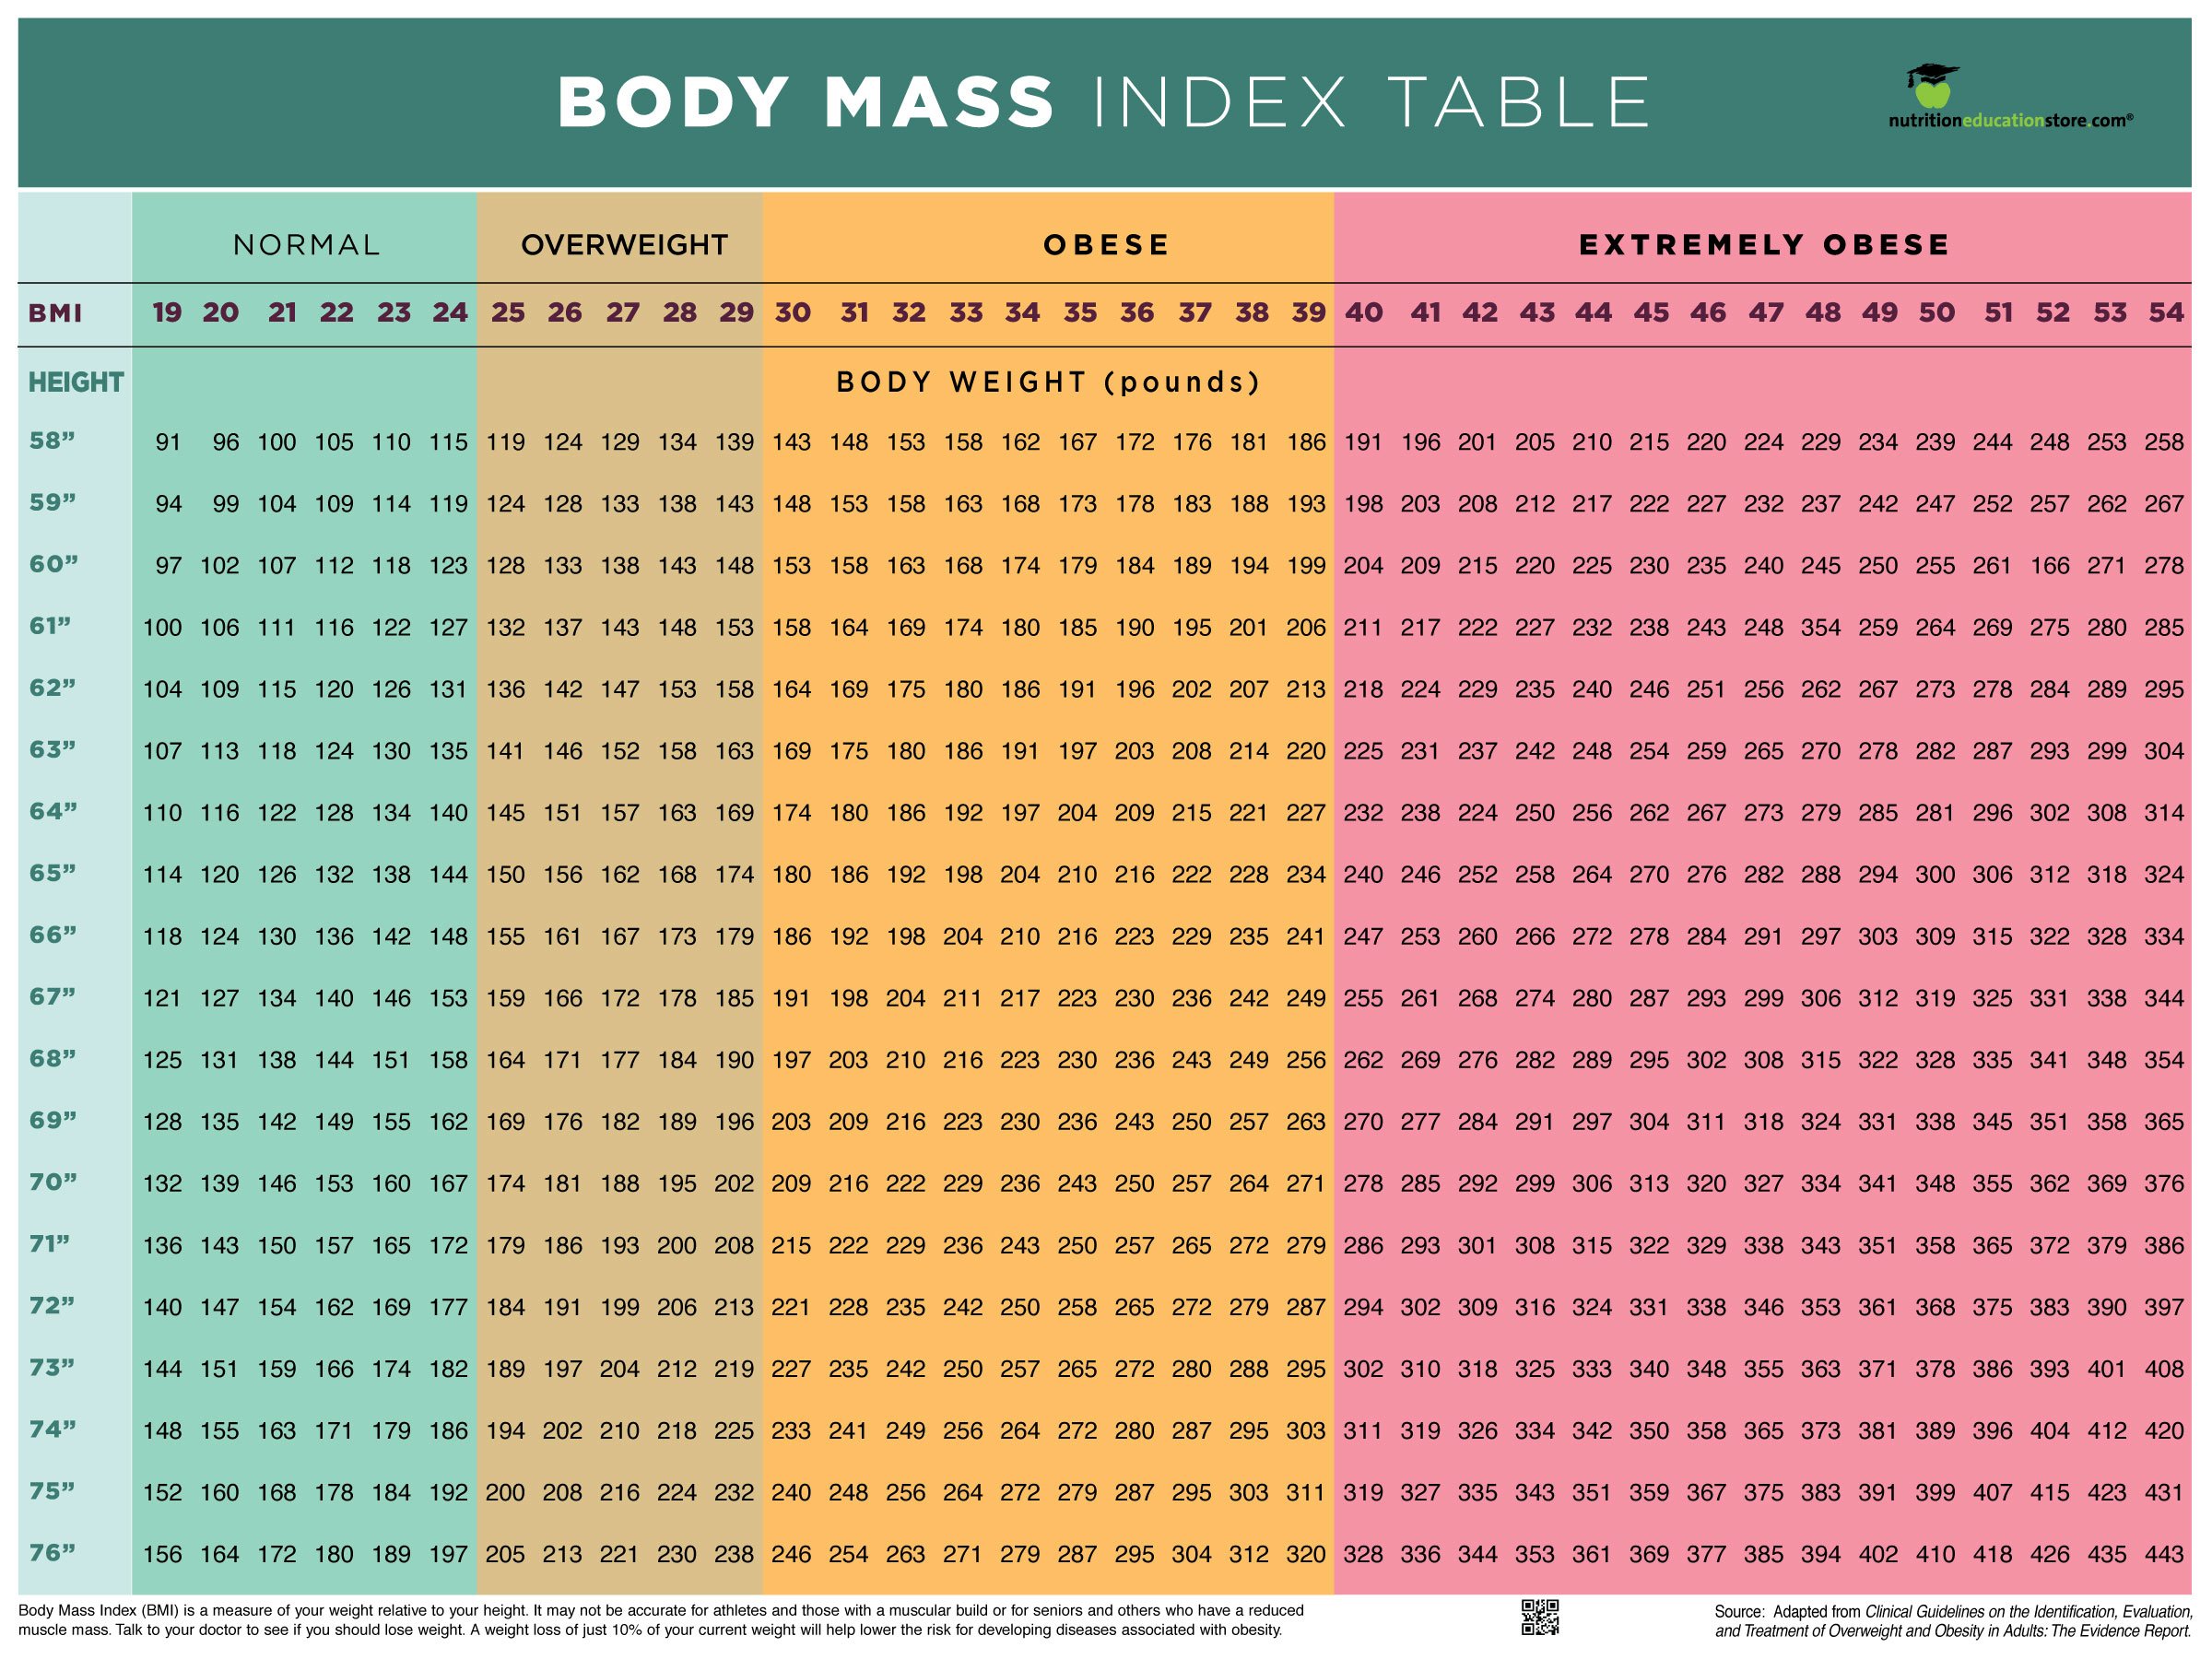 BODY MASS INDEX TABLE
nutritioneducationstore.com®
NORMAL OVERWEIGHT OBESE EXTREMELY OBESE
BMI 19 20 21 22 23 24 25 26 27 28 29 30 31 32 33 34 35 36 37 38 39 40 41 42 43 44 45 46 47 48 49 50 51 52 53 54
HEIGHT BODY WEIGHT (pounds)
58” 91 96 100 105 110 115 119 124 129 134 139 143 148 153 158 162 167 172 176 181 186 191 196 201 205 210 215 220 224 229 234 239 244 248 253 258
59” 94 99 104 109 114 119 124 128 133 138 143 148 153 158 163 168 173 178 183 188 193 198 203 208 212 217 222 227 232 237 242 247 252 257 262 267
60” 97 102 107 112 118 123 128 133 138 143 148 153 158 163 168 174 179 184 189 194 199 204 209 215 220 225 230 235 240 245 250 255 261 166 271 278
61” 100 106 111 116 122 127 132 137 143 148 153 158 164 169 174 180 185 190 195 201 206 211 217 222 227 232 238 243 248 354 259 264 269 275 280 285
62” 104 109 115 120 126 131 136 142 147 153 158 164 169 175 180 186 191 196 202 207 213 218 224 229 235 240 246 251 256 262 267 273 278 284 289 295
63” 107 113 118 124 130 135 141 146 152 158 163 169 175 180 186 191 197 203 208 214 220 225 231 237 242 248 254 259 265 270 278 282 287 293 299 304
64” 110 116 122 128 134 140 145 151 157 163 169 174 180 186 192 197 204 209 215 221 227 232 238 224 250 256 262 267 273 279 285 281 296 302 308 314
65” 114 120 126 132 138 144 150 156 162 168 174 180 186 192 198 204 210 216 222 228 234 240 246 252 258 264 270 276 282 288 294 300 306 312 318 324
66” 118 124 130 136 142 148 155 161 167 173 179 186 192 198 204 210 216 223 229 235 241 247 253 260 266 272 278 284 291 297 303 309 315 322 328 334
67” 121 127 134 140 146 153 159 166 172 178 185 191 198 204 211 217 223 230 236 242 249 255 261 268 274 280 287 293 299 306 312 319 325 331 338 344
68” 125 131 138 144 151 158 164 171 177 184 190 197 203 210 216 223 230 236 243 249 256 262 269 276 282 289 295 302 308 315 322 328 335 341 348 354
69” 128 135 142 149 155 162 169 176 182 189 196 203 209 216 223 230 236 243 250 257 263 270 277 284 291 297 304 311 318 324 331 338 345 351 358 365
70” 132 139 146 153 160 167 174 181 188 195 202 209 216 222 229 236 243 250 257 264 271 278 285 292 299 306 313 320 327 334 341 348 355 362 369 376
71” 136 143 150 157 165 172 179 186 193 200 208 215 222 229 236 243 250 257 265 272 279 286 293 301 308 315 322 329 338 343 351 358 365 372 379 386
72” 140 147 154 162 169 177 184 191 199 206 213 221 228 235 242 250 258 265 272 279 287 294 302 309 316 324 331 338 346 353 361 368 375 383 390 397
73” 144 151 159 166 174 182 189 197 204 212 219 227 235 242 250 257 265 272 280 288 295 302 310 318 325 333 340 348 355 363 371 378 386 393 401 408
74” 148 155 163 171 179 186 194 202 210 218 225 233 241 249 256 264 272 280 287 295 303 311 319 326 334 342 350 358 365 373 381 389 396 404 412 420
75” 152 160 168 178 184 192 200 208 216 224 232 240 248 256 264 272 279 287 295 303 311 319 327 335 343 351 359 367 375 383 391 399 407 415 423 431
76” 156 164 172 180 189 197 205 213 221 230 238 246 254 263 271 279 287 295 304 312 320 328 336 344 353 361 369 377 385 394 402 410 418 426 435 443
Body Mass Index (BMI) is a measure of your weight relative to your height. It may not be accurate for athletes and those with a muscular build or for seniors and others who have a reduced
muscle mass. Talk to your doctor to see if you should lose weight. A weight loss of just 10% of your current weight will help lower the risk for developing diseases associated with obesity.
Source: Adapted from Clinical Guidelines on the Identification, Evaluation,
and Treatment of Overweight and Obesity in Adults: The Evidence Report.